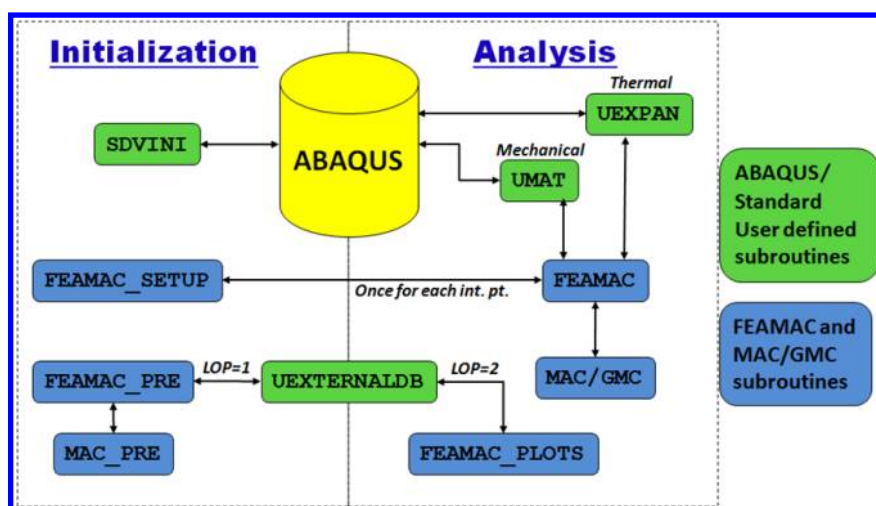 Initialization
Analysis
Thermal
UEXPAN
SDVINI
ABAQUS
Mechanical
UMAT
ABAQUS/
Standard
User defined
subroutines
FEAMAC_SETUP
Once for each int. pt.
FEAMAC
FEAMAC and
MAC/GMC
subroutines
FEAMAC_PRE
LOP=1
UEXTERNALDB
LOP=2
MAC/GMC
MAC_PRE
FEAMAC_PLOTS